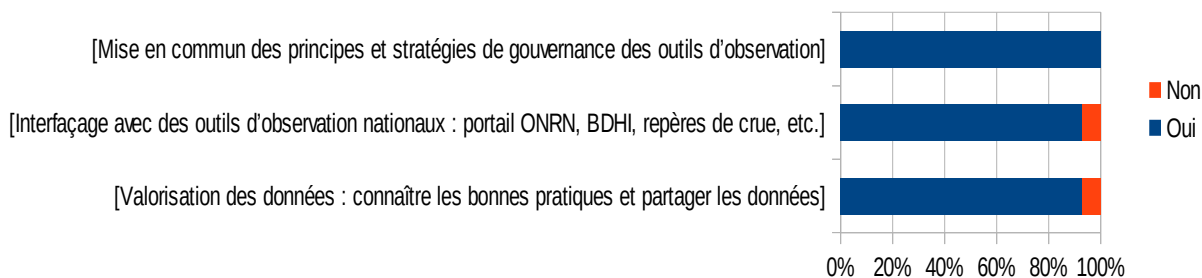 [Mise en commun des principes et stratégies de gouvernance des outils d’observation]
[Interfaçage avec des outils d’observation nationaux : portail ONRN, BDHI, repères de crue, etc.]
[Valorisation des données : connaître les bonnes pratiques et partager les données]
Non
Oui
0% 20% 40% 60% 80% 100%